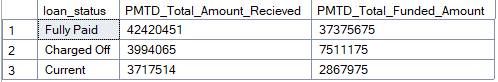 loan_status PMTD_Total_Amount_Recieved PMTD_Total_Funded_Amount
1 Fully Paid 42420451 37375675
2 Charged Off 3994065 7511175
3 Current 3717514 2867975